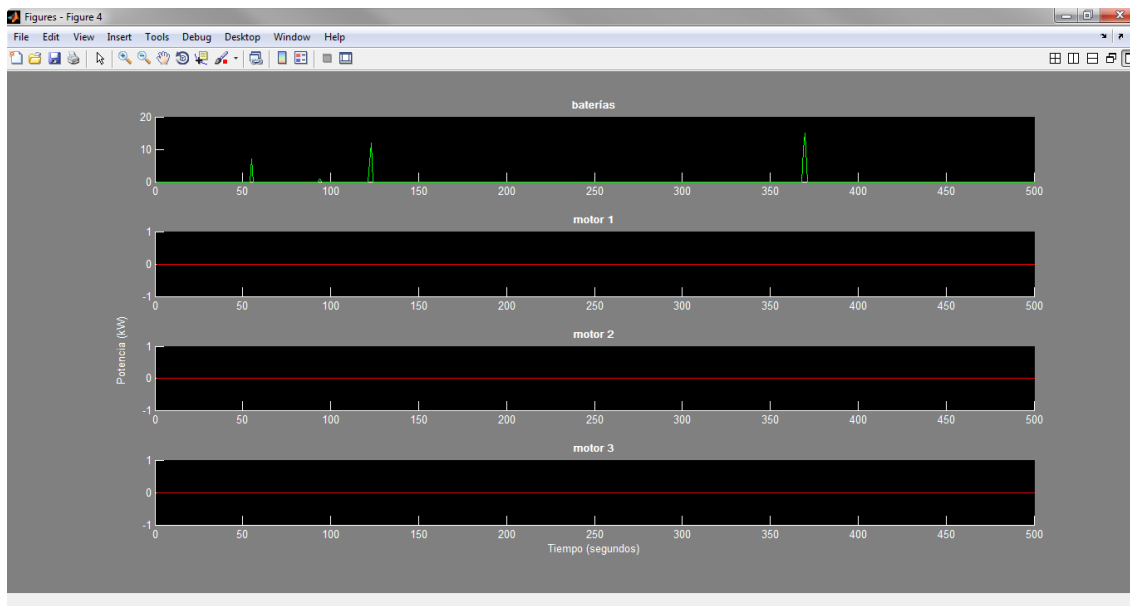 Figures - Figure 4
File Edit View Insert Tools Debug Desktop Window Help
baterías
20
10
0
0 50 100 150 200 250 300 350 400 450 500
motor 1
1
0
-1
0 50 100 150 200 250 300 350 400 450 500
Potencia (kW)
motor 2
1
0
-1
0 50 100 150 200 250 300 350 400 450 500
motor 3
1
0
-1
0 50 100 150 200 250 300 350 400 450 500
Tiempo (segundos)